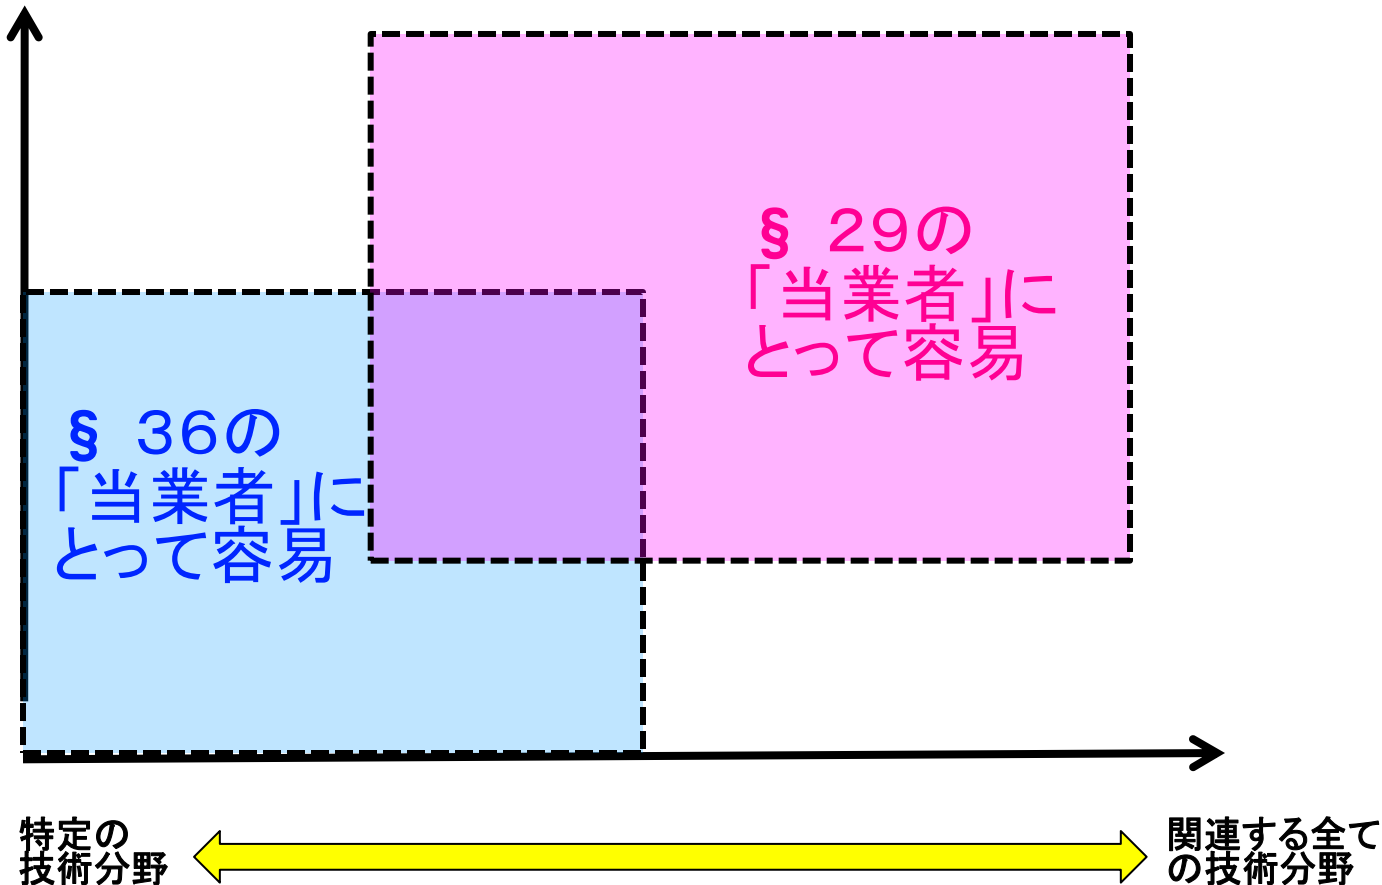 § 29の
「当業者」に
とって容易
§ 36の
「当業者」に
とって容易
特定の
技術分野
関連する全て
の技術分野